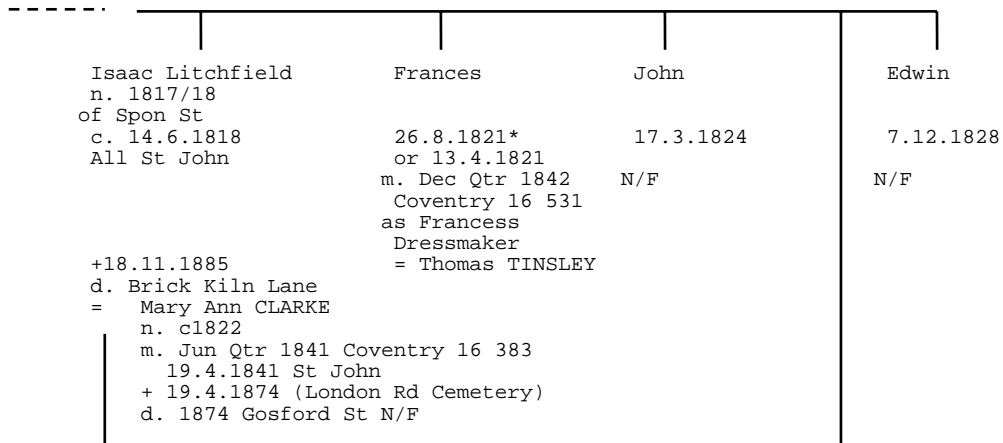 Isaac Litchfield Frances John Edwin
n. 1817/18
of Spon St
c. 14.6.1818 26.8.1821* 17.3.1824 7.12.1828
All St John or 13.4.1821
m. Dec Qtr 1842 N/F N/F
Coventry 16 531
as Francess
Dressmaker
+18.11.1885 = Thomas TINSLEY
d. Brick Kiln Lane
= Mary Ann CLARKE
n. c1822
m. Jun Qtr 1841 Coventry 16 383
19.4.1841 St John
+ 19.4.1874 (London Rd Cemetery)
d. 1874 Gosford St N/F